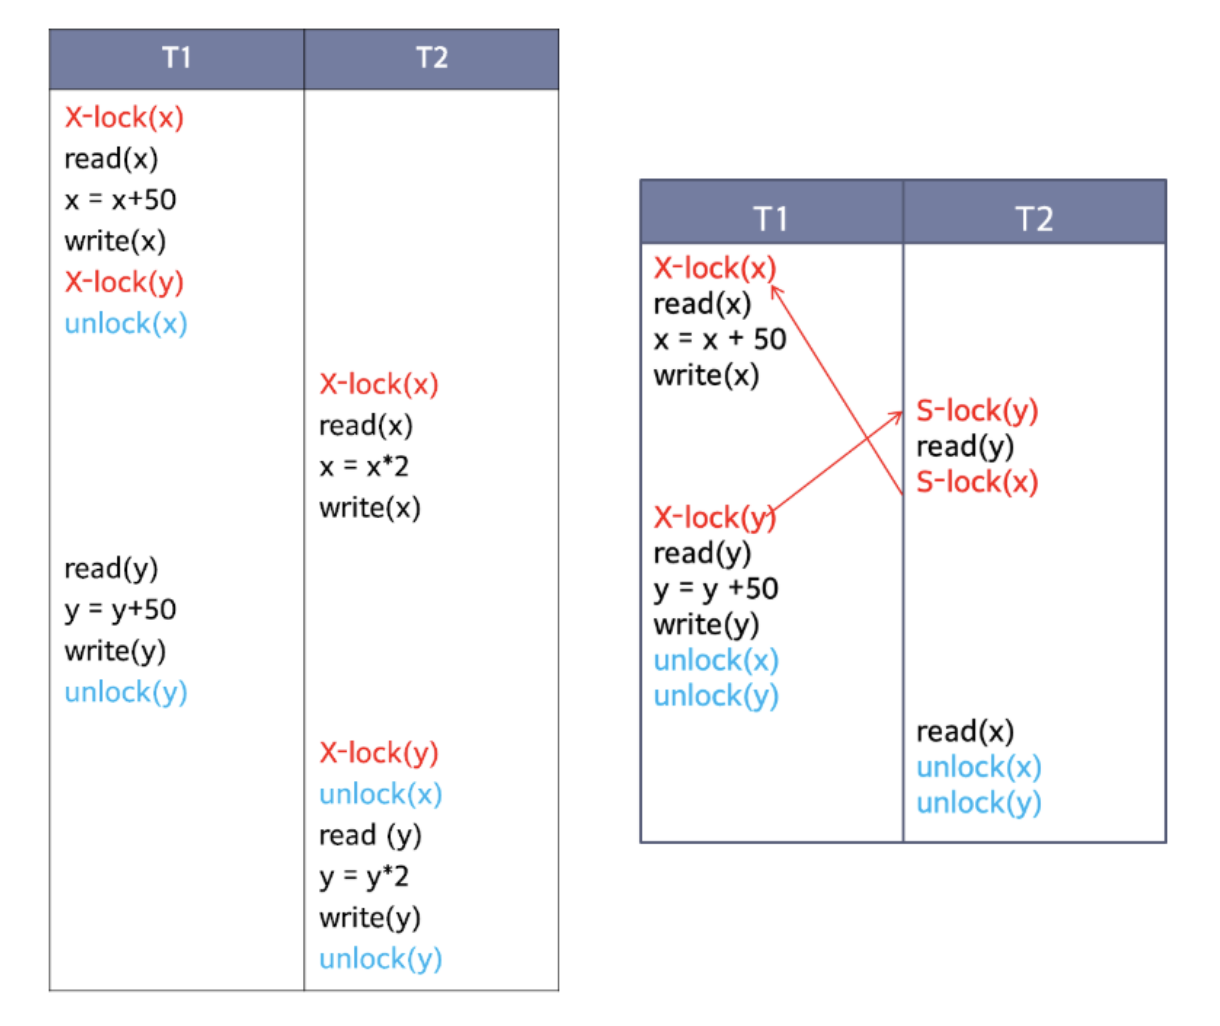 T1 T2
X-lock(x)
read(x)
x = x+50
write(x)
X-lock(y)
unlock(x)
X-lock(x)
read(x)
x = x*2
write(x)
read(y)
y = y+50
write(y)
unlock(y)
X-lock(y)
unlock(x)
read (y)
y = y*2
write(y)
unlock(y)
T1 T2
X-lock(x)
read(x)
x = x + 50
write(x)
S-lock(y)
read(y)
S-lock(x)
X-lock(y)
read(y)
y = y +50
write(y)
unlock(x)
unlock(y)
read(x)
unlock(x)
unlock(y)